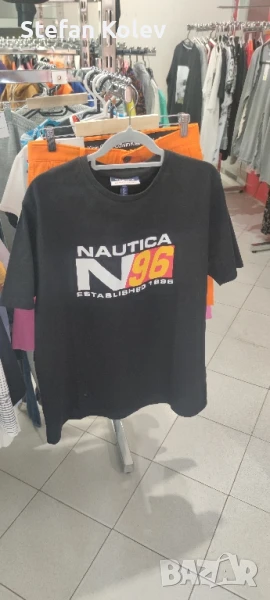 Stefan Kolev
NAUTICA
N96
ESTABLISHED 1996
BAZAR